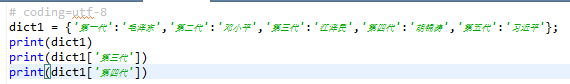 # coding=utf-8
dict1 = {'第一代':'毛泽东','第二代':'邓小平','第三代':'江泽民','第四代':'胡锦涛','第五代':'习近平'};
print(dict1)
print(dict1['第三代'])
print(dict1['第四代'])